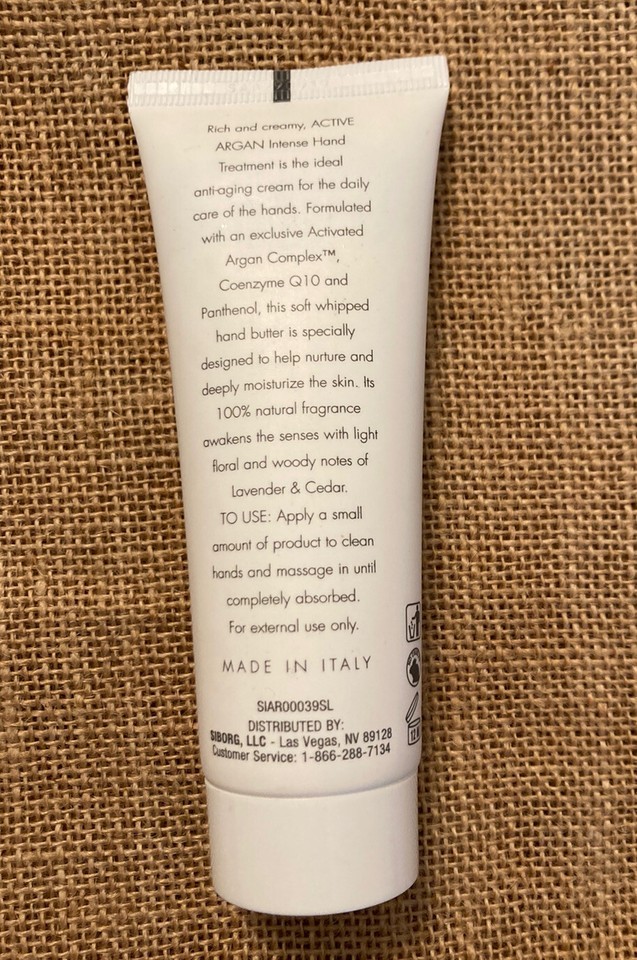 Rich and creamy, ACTIVE
ARGAN Intense Hand
Treatment is the ideal
anti-aging cream for the daily
care of the hands. Formulated
with an exclusive Activated
Argan Complex™,
Coenzyme Q10 and
Panthenol, this soft whipped
hand butter is specially
designed to help nurture and
deeply moisturize the skin. Its
100% natural fragrance
awakens the senses with light
floral and woody notes of
Lavender & Cedar.
TO USE: Apply a small
amount of product to clean
hands and massage in until
completely absorbed.
For external use only.
MADE IN ITALY
SIAR00039SL
DISTRIBUTED BY:
SIBORG, LLC - Las Vegas, NV 89128
Customer Service: 1-866-288-7134